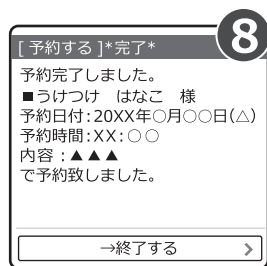 8
[ 予約する ]*完了*
予約完了しました。
■うけつけ　はなこ　様
予約日付:20XX年○月○○日(△)
予約時間:XX:○○
内容 :▲▲▲
で予約致しました。
→終了する >